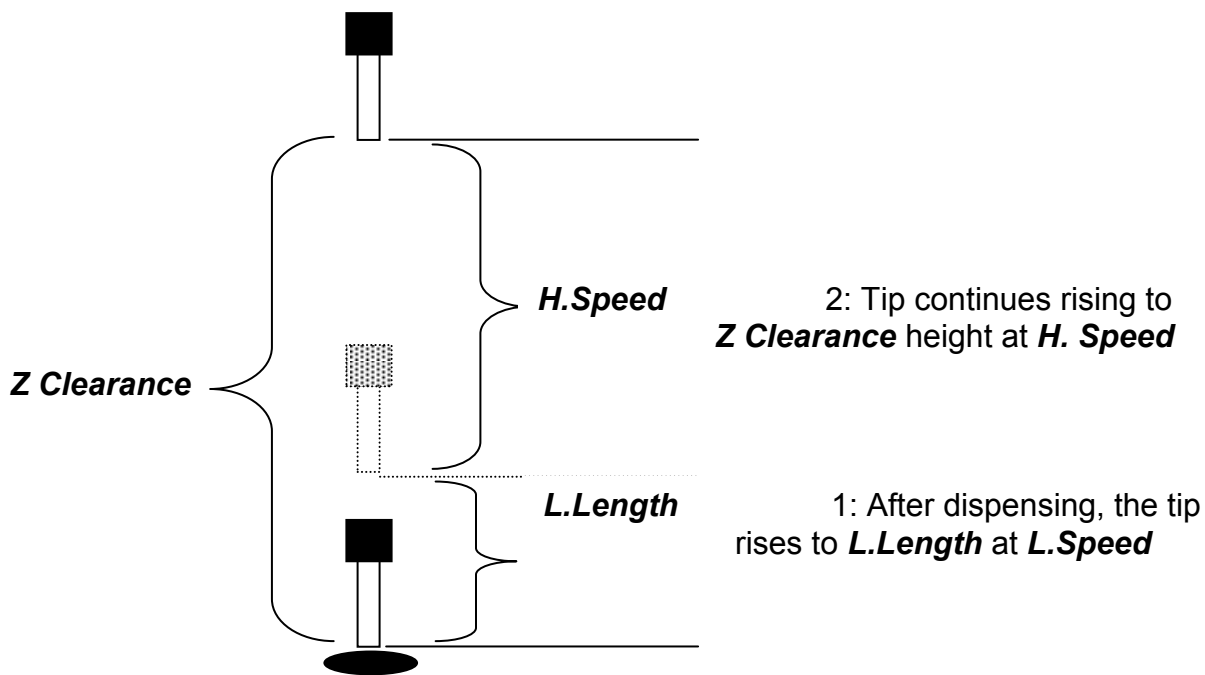 H.Speed
2: Tip continues rising to
Z Clearance height at H. Speed
Z Clearance
L.Length
1: After dispensing, the tip
rises to L.Length at L.Speed